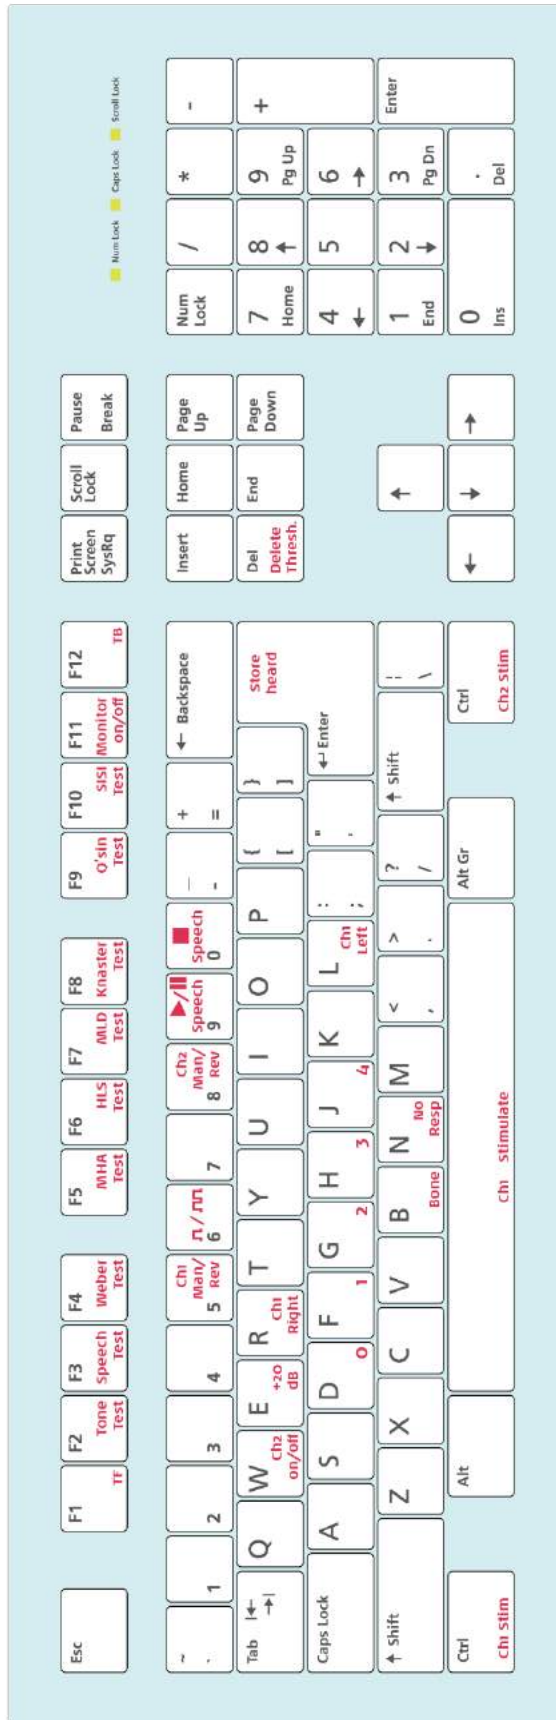 Esc
F1 TF
F2 Tone Test
F3 Speech Test
F4 Weber Test
F5 MHA Test
F6 HLS Test
F7 MLD Test
F8 Knaster Test
F9 Q'sin Test
F10 SISI Test
F11 Monitor on/off
F12 TB
Print Screen SysRq
Scroll Lock
Pause Break
Num Lock
Caps Lock
Scroll Lock
~ `
1
2
3
4
Ch1 Man/ Rev 5
6
7
Ch2 Man/ Rev 8
Speech 9
Speech 0
_ -
+ =
← Backspace
Insert
Home
Page Up
Num Lock
/
*
-
Tab
Q
W Ch2 on/off
E +20 dB
R Ch1 Right
T
Y
U
I
O
P
{ [
} ]
Store heard
↵ Enter
Del Delete Thresh.
End
Page Down
7 Home
8 ↑
9 Pg Up
+
Caps Lock
A
S
D 0
F 1
G 2
H 3
J 4
K
L Ch1 Left
: ;
" '
4 ←
5
6 →
↑ Shift
Z
X
C
V
B Bone
N No Resp
M
< ,
> .
? /
↑ Shift
¦ \
↑
1 End
2 ↓
3 Pg Dn
Enter
Ctrl Ch1 Stim
Alt
Ch1 Stimulate
Alt Gr
Ctrl Ch2 Stim
←
↓
→
0 Ins
. Del